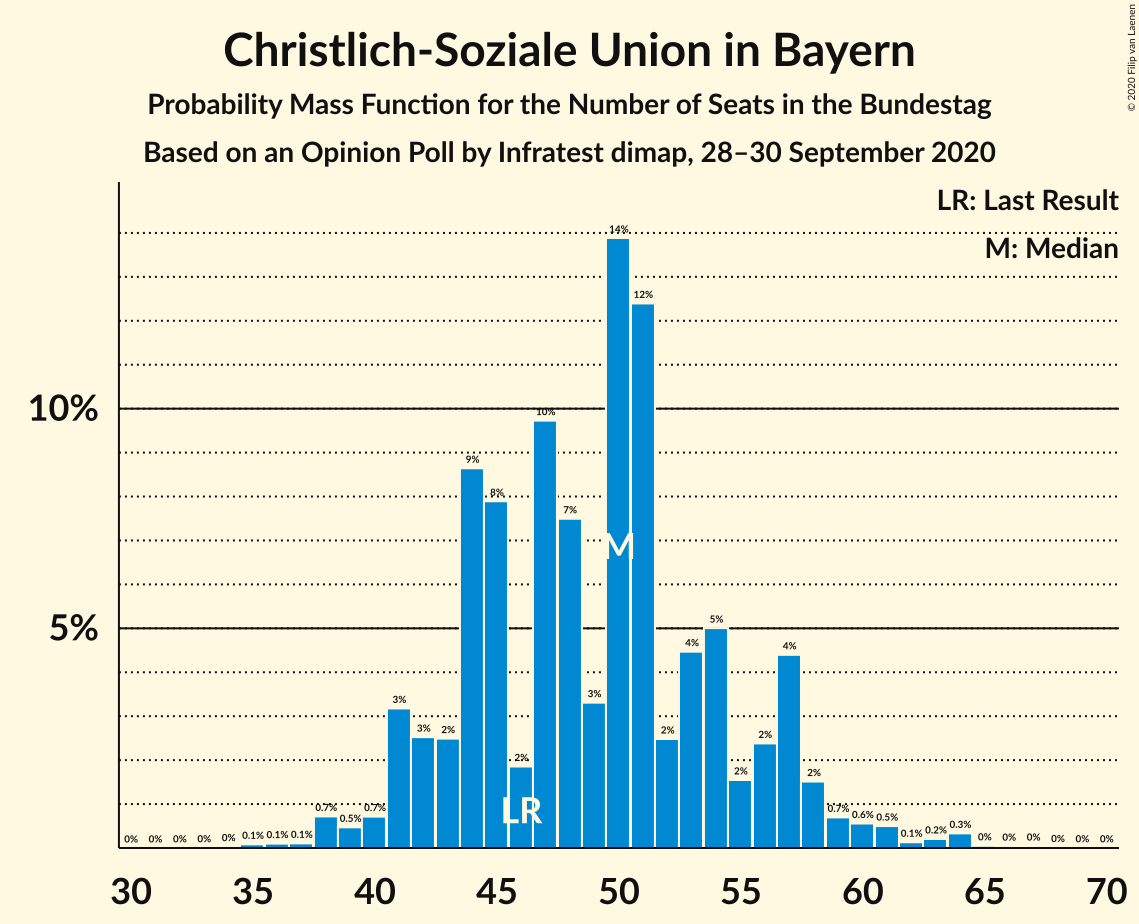 © 2020 Filip van Laenen
Christlich-Soziale Union in Bayern
Probability Mass Function for the Number of Seats in the Bundestag
Based on an Opinion Poll by Infratest dimap, 28–30 September 2020
LR: Last Result
M: Median
10%
5%
0% 0% 0% 0% 0% 0.1% 0.1% 0.1% 0.7% 0.5% 0.7% 3% 3% 2% 9% 8% 2% 10% 7% 3% 14% 12% 2% 4% 5% 2% 2% 4% 2% 0.7% 0.6% 0.5% 0.1% 0.2% 0.3% 0% 0% 0% 0% 0% 0%
M
LR
30 35 40 45 50 55 60 65 70